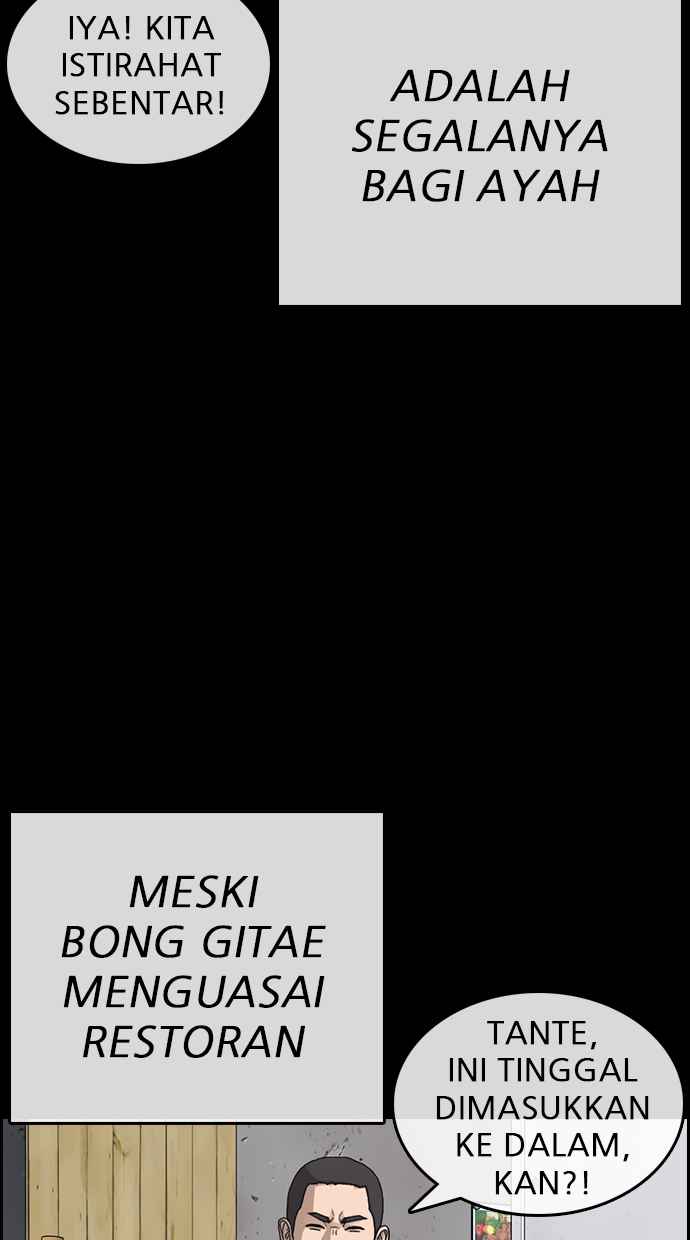 IYA! KITA
ISTIRAHAT
SEBENTAR!
ADALAH
SEGALANYA
BAGI AYAH
MESKI
BONG GITAE
MENGUASAI
RESTORAN
TANTE,
INI TINGGAL
DIMASUKKAN
KE DALAM,
KAN?!